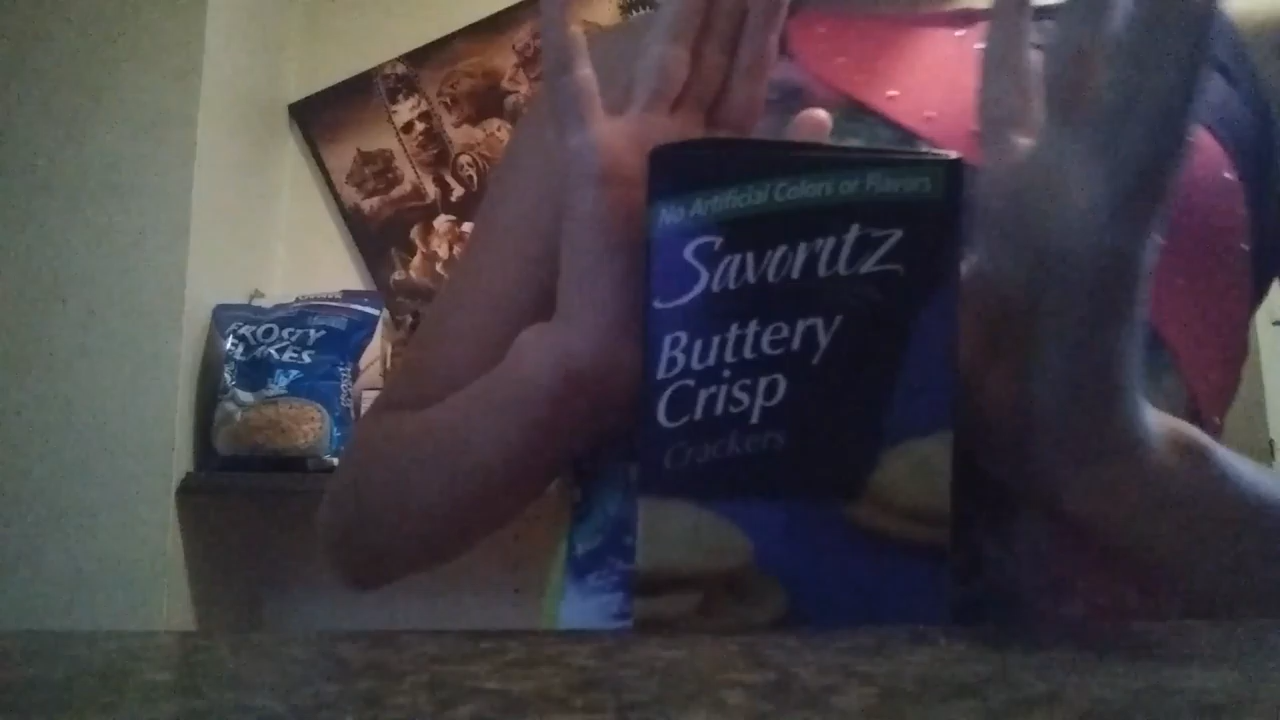 No Artificial Colors or Flavors
Savoritz
Buttery
Crisp
Crackers
FROSTY
FLAKES